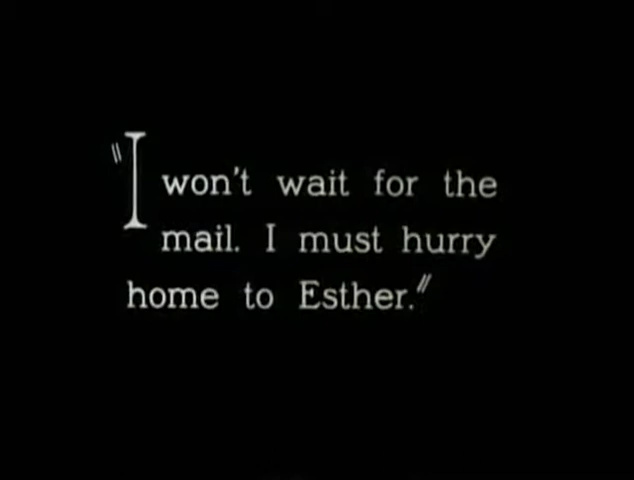 "I won't wait for the
mail. I must hurry
home to Esther."